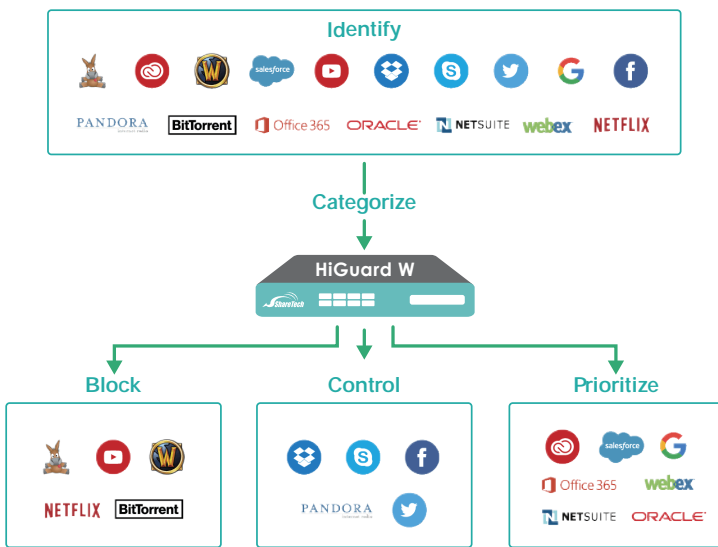 Identify
W
salesforce
S
G
f
PANDORA
BitTorrent
Office 365
ORACLE
NETSUITE
webex
NETFLIX
Categorize
HiGuard W
ShareTech
Block
Control
Prioritize
W
NETFLIX
BitTorrent
S
f
PANDORA
salesforce
G
Office 365
webex
NETSUITE
ORACLE